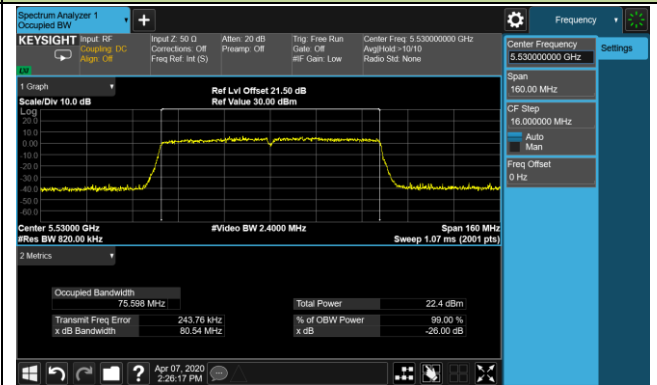 Spectrum Analyzer 1
Occupied BW
+
Frequency
KEYSIGHT
Input: RF
Coupling: DC
Align: Off
Input Z: 50 Ω
Corrections: Off
Freq Ref: Int (S)
Atten: 20 dB
Preamp: Off
Trig: Free Run
Gate: Off
#IF Gain: Low
Center Freq: 5.530000000 GHz
Avg|Hold:>10/10
Radio Std: None
Center Frequency
5.53000000 GHz
Settings
Span
160.00 MHz
CF Step
16.000000 MHz
Auto
Man
Freq Offset
0 Hz
1 Graph
Scale/Div 10.0 dB
Ref Lvl Offset 21.50 dB
Ref Value 30.00 dBm
Log
20.0
10.0
0.00
-10.0
-20.0
-30.0
-40.0
-50.0
-60.0
Center 5.53000 GHz
#Res BW 820.00 kHz
#Video BW 2.4000 MHz
Span 160 MHz
Sweep 1.07 ms (2001 pts)
2 Metrics
Occupied Bandwidth
75.598 MHz
Total Power 22.4 dBm
Transmit Freq Error 243.76 kHz
% of OBW Power 99.00 %
x dB Bandwidth 80.54 MHz
x dB -26.00 dB
?
Apr 07, 2020
2:26:17 PM